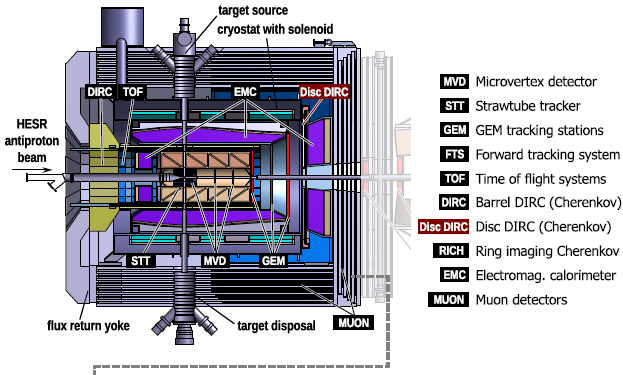 target source
cryostat with solenoid
DIRC TOF EMC Disc DIRC
HESR
antiproton
beam
STT MVD GEM
flux return yoke
target disposal
MUON
MVD Microvertex detector
STT Strawtube tracker
GEM GEM tracking stations
FTS Forward tracking system
TOF Time of flight systems
DIRC Barrel DIRC (Cherenkov)
Disc DIRC Disc DIRC (Cherenkov)
RICH Ring imaging Cherenkov
EMC Electromag. calorimeter
MUON Muon detectors